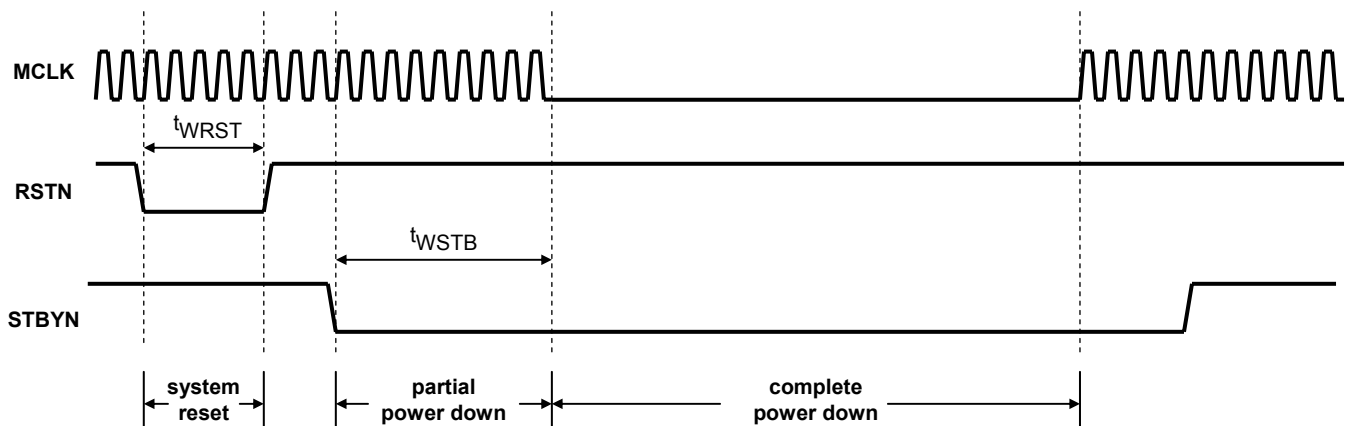 MCLK
tWRST
RSTN
tWSTB
STBYN
system
reset
partial
power down
complete
power down